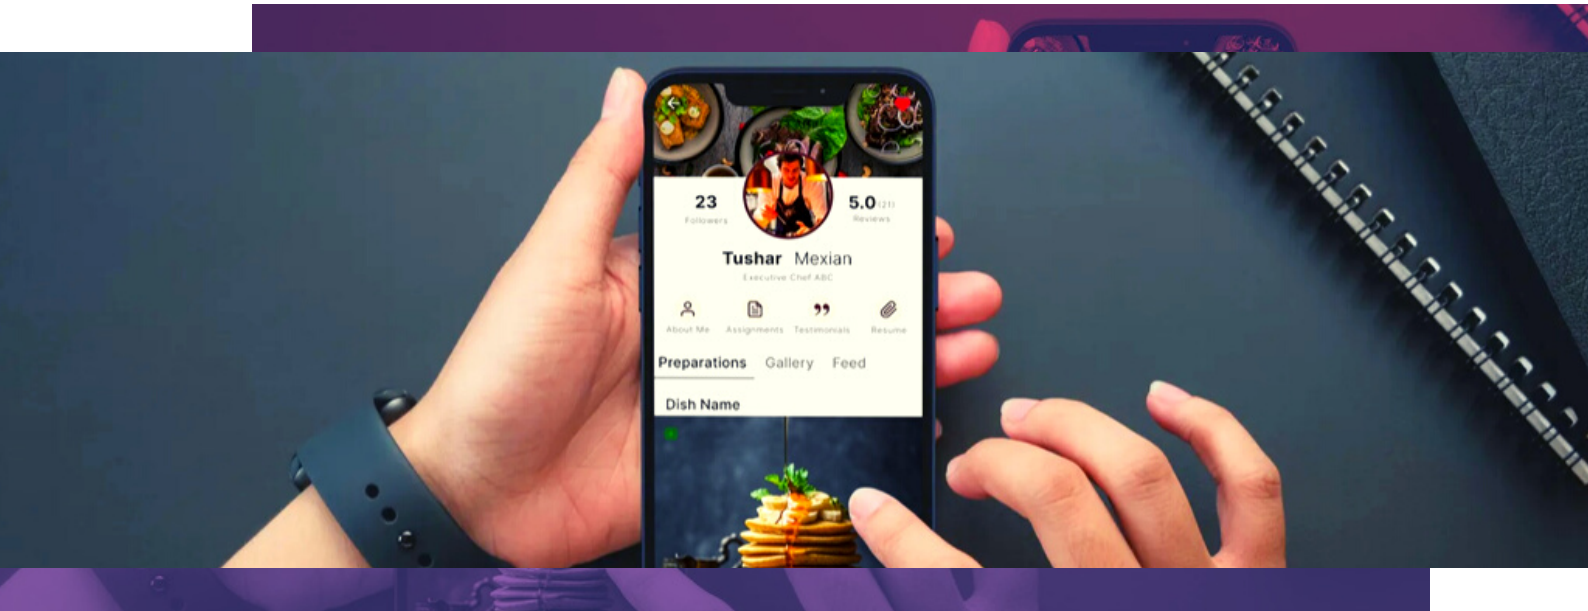 23
Followers
5.0 (21)
Reviews
Tushar Mexian
Executive Chef ABC
About Me Assignments Testimonials Resume
Preparations Gallery Feed
Dish Name